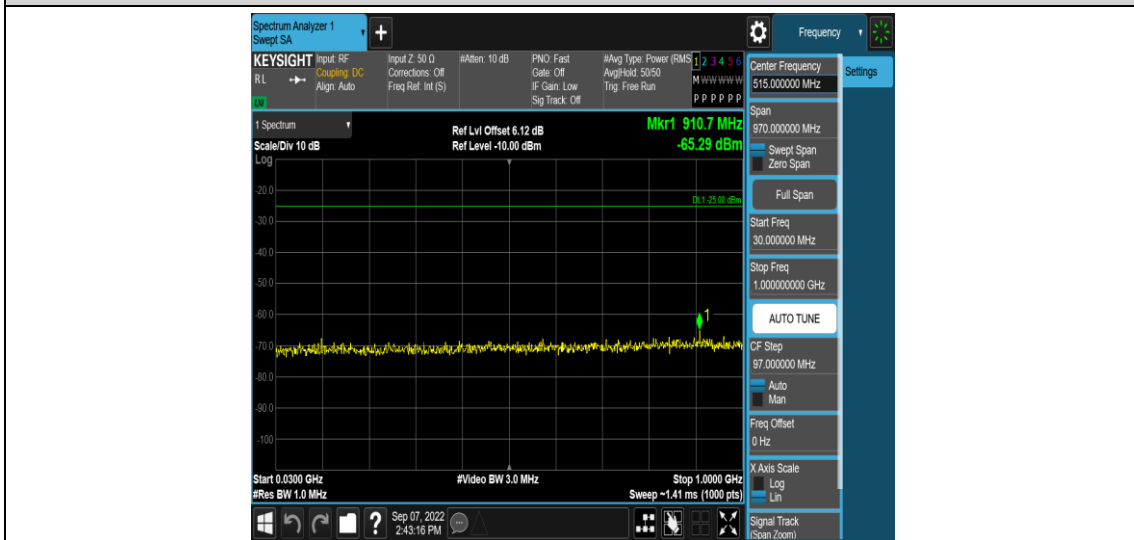 Spectrum Analyzer 1
Swept SA
+
Frequency
KEYSIGHT
RL
Input: RF
Coupling: DC
Align: Auto
Input Z: 50 Ω
Corrections: Off
Freq Ref: Int (S)
#Atten: 10 dB
PNO: Fast
Gate: Off
IF Gain: Low
Sig Track: Off
#Avg Type: Power (RMS
Avg|Hold: 50/50
Trig: Free Run
1 2 3 4 5 6
M W W W W W
P P P P P P
1 Spectrum
Scale/Div 10 dB
Ref Lvl Offset 6.12 dB
Ref Level -10.00 dBm
Mkr1 910.7 MHz
-65.29 dBm
Log
DL1 -25.00 dBm
-20.0
-30.0
-40.0
-50.0
-60.0
-70.0
-80.0
-90.0
-100
1
Start 0.0300 GHz
#Res BW 1.0 MHz
#Video BW 3.0 MHz
Stop 1.0000 GHz
Sweep ~1.41 ms (1000 pts)
?
Sep 07, 2022
2:43:16 PM
Center Frequency
515.000000 MHz
Settings
Span
970.000000 MHz
Swept Span
Zero Span
Full Span
Start Freq
30.000000 MHz
Stop Freq
1.000000000 GHz
AUTO TUNE
CF Step
97.000000 MHz
Auto
Man
Freq Offset
0 Hz
X Axis Scale
Log
Lin
Signal Track
(Span Zoom)